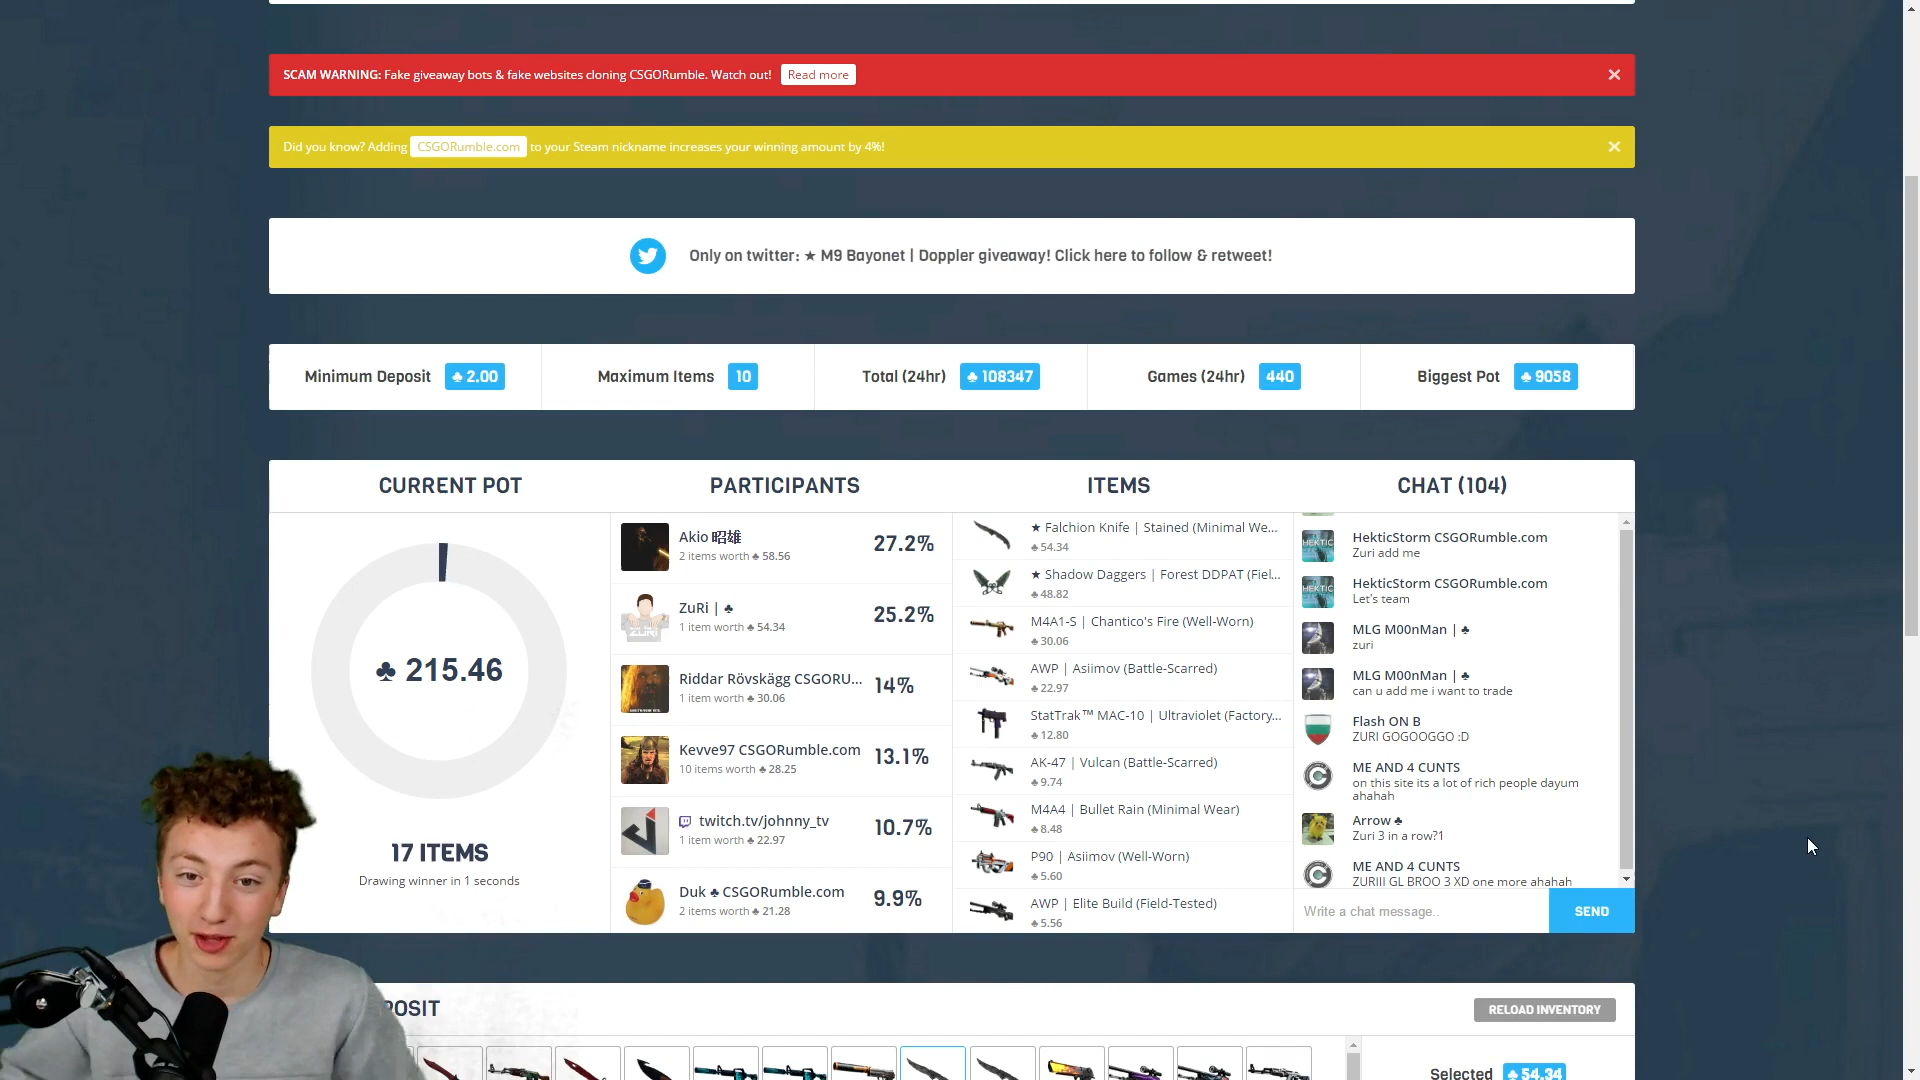 SCAM WARNING: Fake giveaway bots & fake websites cloning CSGORumble. Watch out! Read more
Did you know? Adding CSGORumble.com to your Steam nickname increases your winning amount by 4%!
Only on twitter: ★ M9 Bayonet | Doppler giveaway! Click here to follow & retweet!
Minimum Deposit ♣ 2.00
Maximum Items 10
Total (24hr) ♣ 108347
Games (24hr) 440
Biggest Pot ♣ 9058
CURRENT POT
♣ 215.46
17 ITEMS
Drawing winner in 1 seconds
PARTICIPANTS
Akio 昭雄
2 items worth ♣ 58.56
27.2%
ZuRi | ♣
1 item worth ♣ 54.34
25.2%
Riddar Rövskägg CSGORU...
1 item worth ♣ 30.06
14%
Kevve97 CSGORumble.com
10 items worth ♣ 28.25
13.1%
twitch.tv/johnny_tv
1 item worth ♣ 22.97
10.7%
Duk ♣ CSGORumble.com
2 items worth ♣ 21.28
9.9%
ITEMS
★ Falchion Knife | Stained (Minimal We...
♣ 54.34
★ Shadow Daggers | Forest DDPAT (Fiel...
♣ 48.82
M4A1-S | Chantico's Fire (Well-Worn)
♣ 30.06
AWP | Asiimov (Battle-Scarred)
♣ 22.97
StatTrak™ MAC-10 | Ultraviolet (Factory...
♣ 12.80
AK-47 | Vulcan (Battle-Scarred)
♣ 9.74
M4A4 | Bullet Rain (Minimal Wear)
♣ 8.48
P90 | Asiimov (Well-Worn)
♣ 5.60
AWP | Elite Build (Field-Tested)
♣ 5.56
CHAT (104)
HEKTIC
HekticStorm CSGORumble.com
Zuri add me
HEKTIC
HekticStorm CSGORumble.com
Let's team
MLG M00nMan | ♣
zuri
MLG M00nMan | ♣
can u add me i want to trade
Flash ON B
ZURI GOGOOGGO :D
ME AND 4 CUNTS
on this site its a lot of rich people dayum
ahahah
Arrow ♣
Zuri 3 in a row?1
ME AND 4 CUNTS
ZURIII GL BROO 3 XD one more ahahah
Write a chat message..
SEND
POSIT
RELOAD INVENTORY
Selected ♣ 54.34